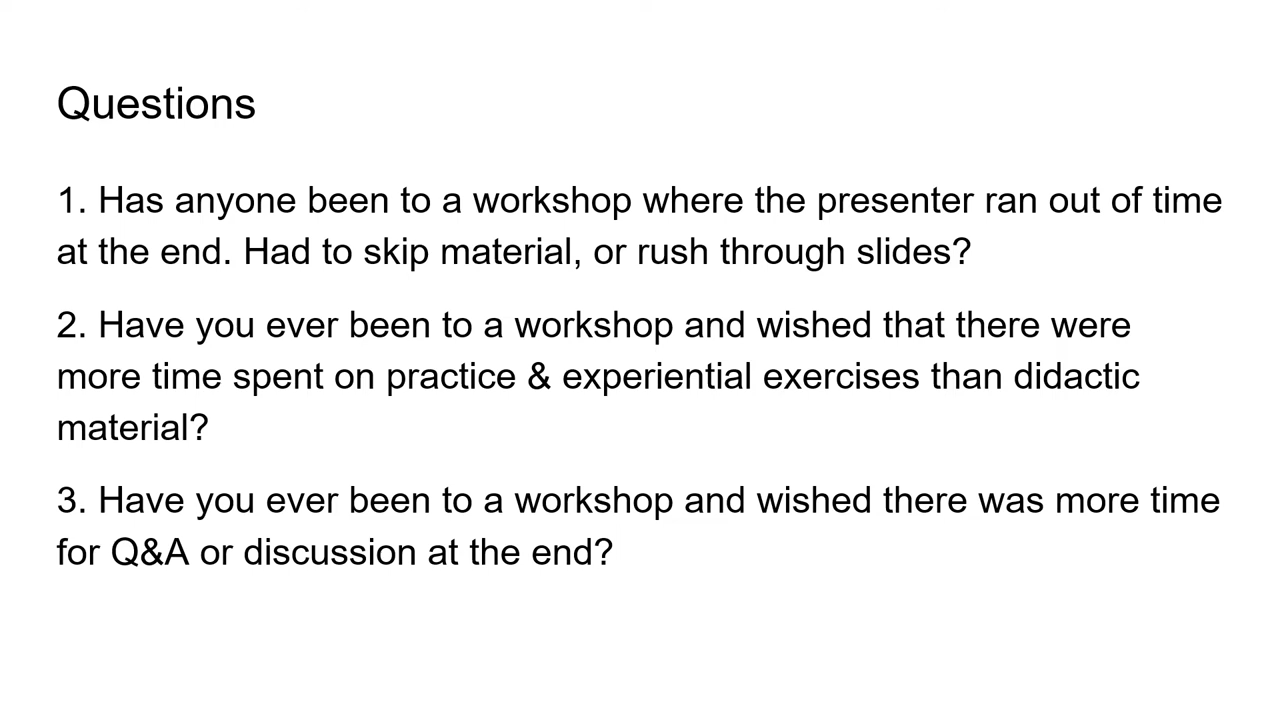 Questions
1. Has anyone been to a workshop where the presenter ran out of time
at the end. Had to skip material, or rush through slides?
2. Have you ever been to a workshop and wished that there were
more time spent on practice & experiential exercises than didactic
material?
3. Have you ever been to a workshop and wished there was more time
for Q&A or discussion at the end?